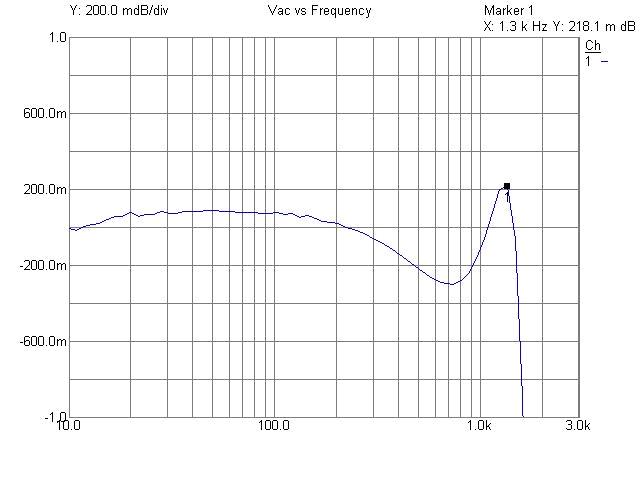 Y: 200.0 mdB/div
Vac vs Frequency
Marker 1
X: 1.3 k Hz Y: 218.1 m dB
1.0
Ch
1
600.0m
200.0m
-200.0m
-600.0m
-1.0
10.0
100.0
1.0k
3.0k